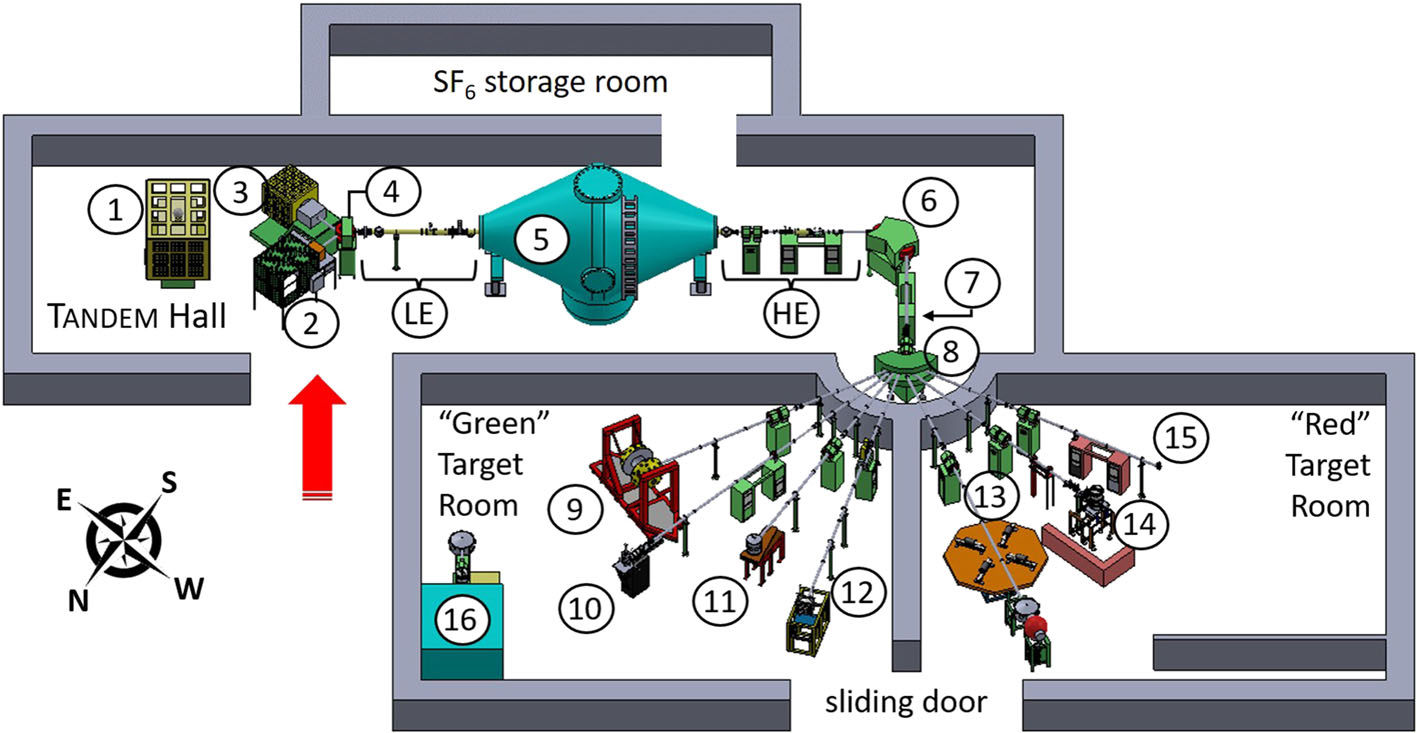 SF₆ storage room
1
3
4
5
6
2
LE
HE
7
8
TANDEM Hall
"Green"
Target
Room
"Red"
Target
Room
9
10
11
12
13
14
15
16
E
S
N
W
sliding door